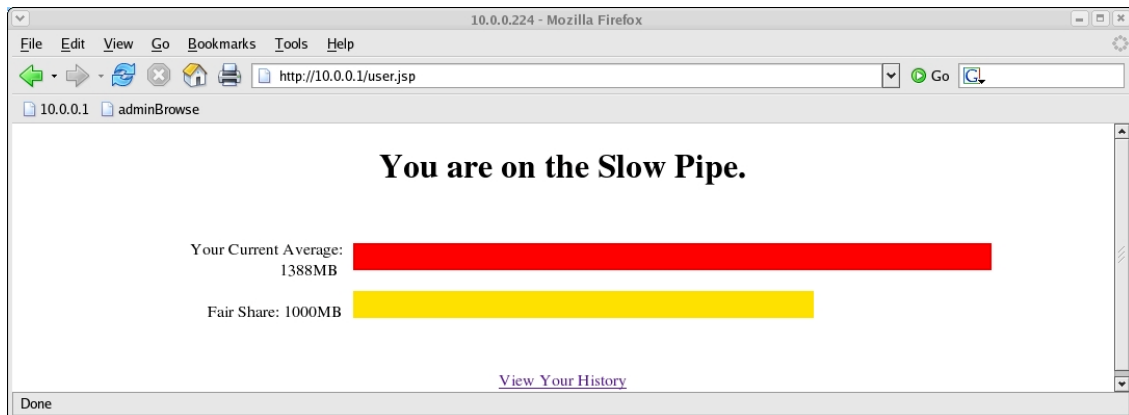 10.0.0.224 - Mozilla Firefox
File Edit View Go Bookmarks Tools Help
http://10.0.0.1/user.jsp Go G
10.0.0.1 adminBrowse
You are on the Slow Pipe.
Your Current Average:
1388MB
Fair Share: 1000MB
View Your History
Done